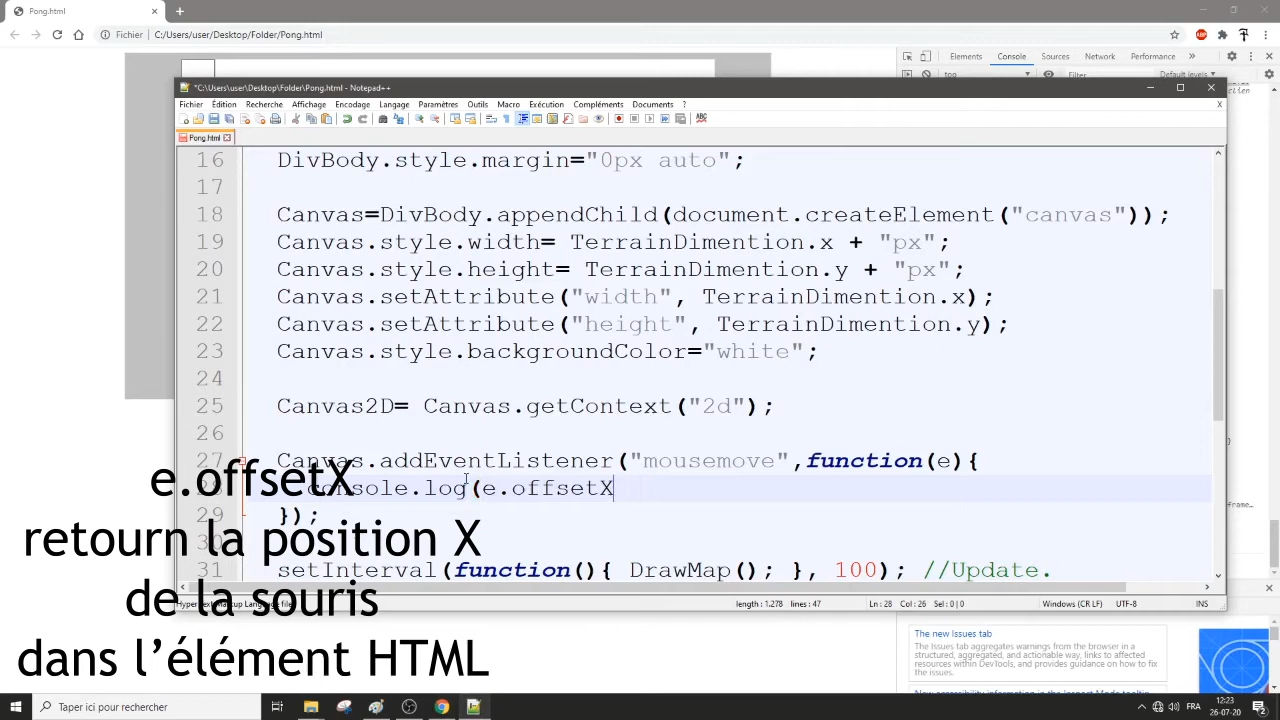 Pong.html
Fichier
C:/Users/user/Desktop/Folder/Pong.html
Elements Console Sources Network Performance
top
Filter
Default levels
*C:\Users\user\Desktop\Folder\Pong.html - Notepad++
Fichier Édition Recherche Affichage Encodage Langage Paramètres Outils Macro Exécution Compléments Documents ?
Pong.html
16 DivBody.style.margin="0px auto";
17
18 Canvas=DivBody.appendChild(document.createElement("canvas"));
19 Canvas.style.width= TerrainDimention.x + "px";
20 Canvas.style.height= TerrainDimention.y + "px";
21 Canvas.setAttribute("width", TerrainDimention.x);
22 Canvas.setAttribute("height", TerrainDimention.y);
23 Canvas.style.backgroundColor="white";
24
25 Canvas2D= Canvas.getContext("2d");
26
27 Canvas.addEventListener("mousemove",function(e){
28 console.log(e.offsetX
29 });
30
31 setInterval(function(){ DrawMap(); }, 100); //Update.
e.offsetX
retourn la position X
de la souris
dans l'élément HTML
length : 1,278 lines : 47
Ln : 28 Col : 26 Sel : 0 | 0
Windows (CR LF)
UTF-8
INS
The new Issues tab
The Issues tab aggregates warnings from the browser in a
structured, aggregated, and actionable way, links to affected
resources within DevTools, and provides guidance on how to fix
the issues.
Taper ici pour rechercher
FRA
12:23
26-07-20